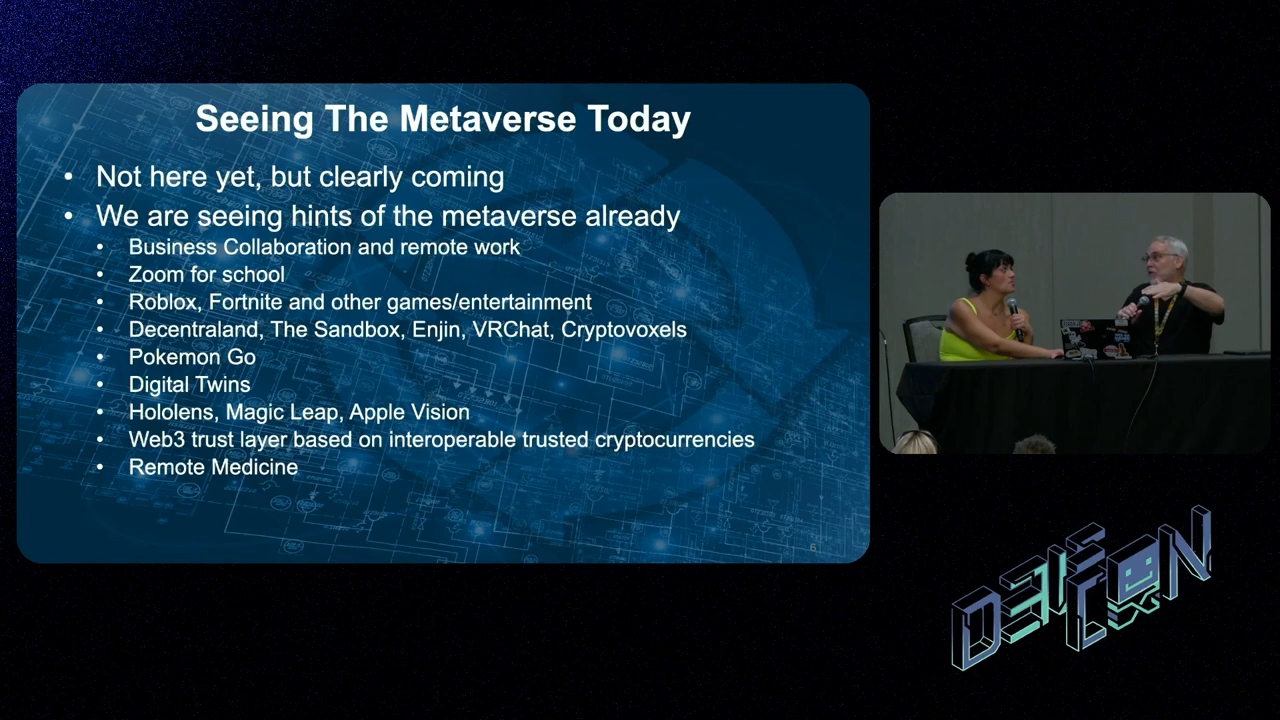 Seeing The Metaverse Today
• Not here yet, but clearly coming
• We are seeing hints of the metaverse already
• Business Collaboration and remote work
• Zoom for school
• Roblox, Fortnite and other games/entertainment
• Decentraland, The Sandbox, Enjin, VRChat, Cryptovoxels
• Pokemon Go
• Digital Twins
• Hololens, Magic Leap, Apple Vision
• Web3 trust layer based on interoperable trusted cryptocurrencies
• Remote Medicine
6
DEF CON